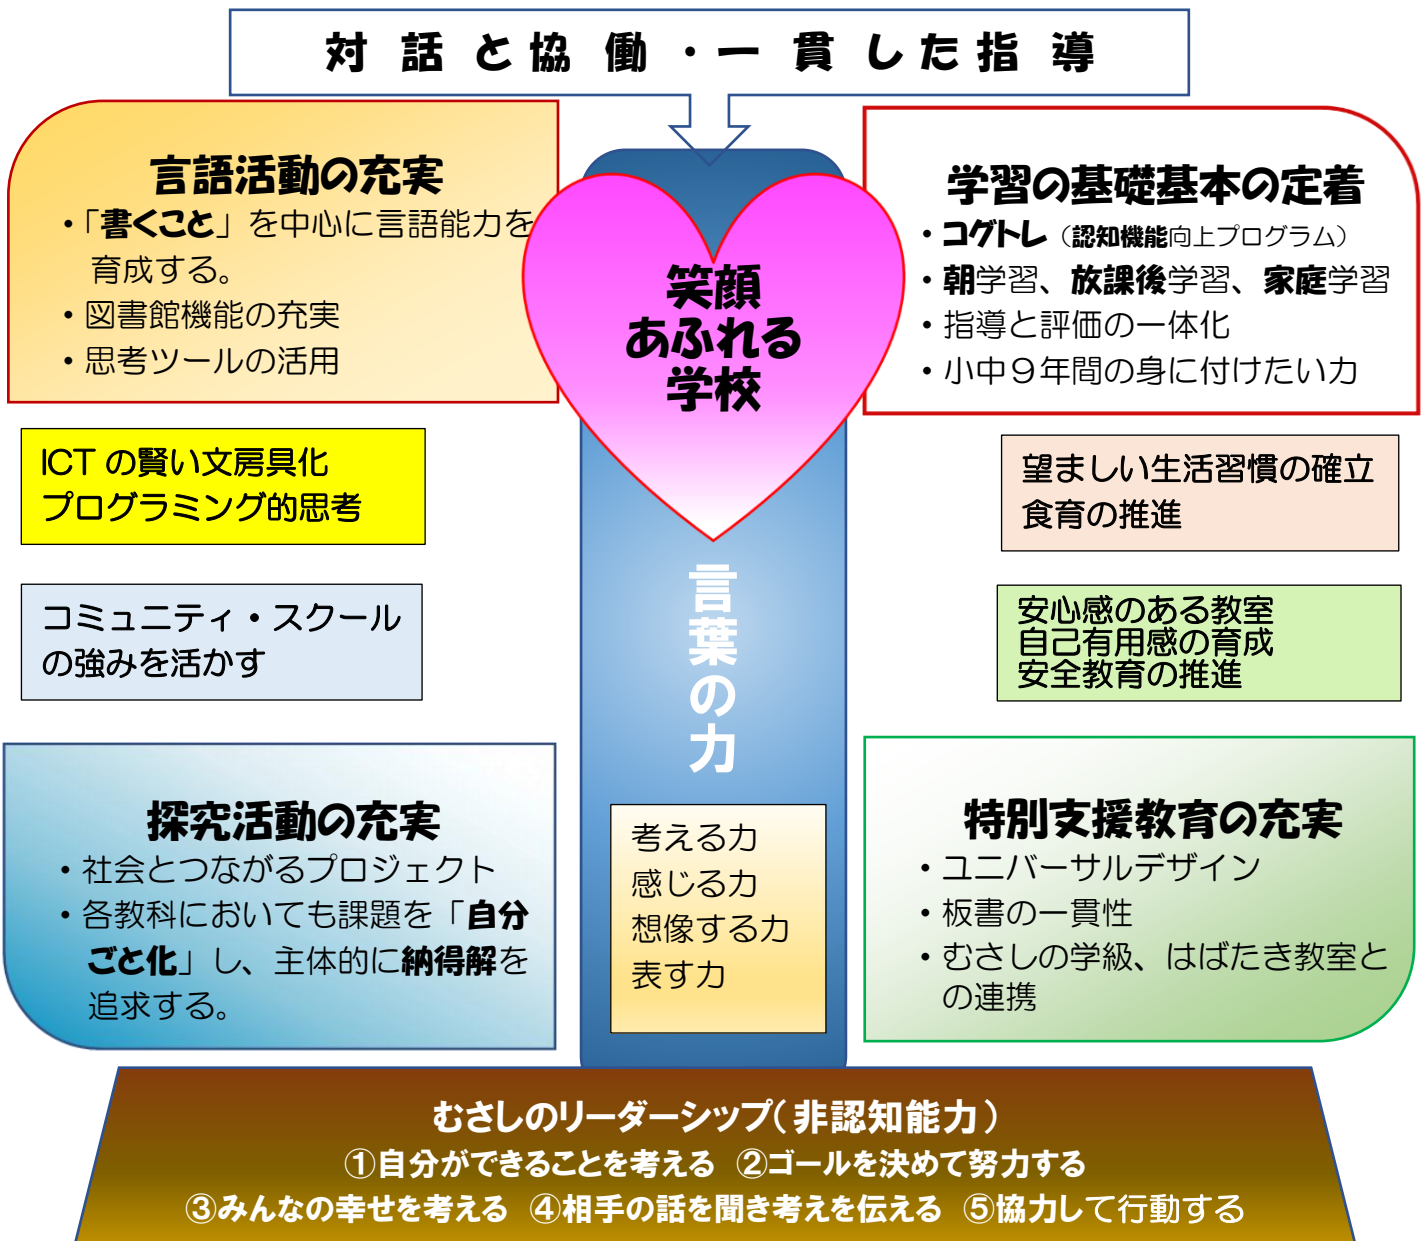 対話と協働・一貫した指導
言語活動の充実
・「書くこと」を中心に言語能力を
育成する。
・図書館機能の充実
・思考ツールの活用
笑顔
あふれる
学校
学習の基礎基本の定着
・コグトレ（認知機能向上プログラム）
・朝学習、放課後学習、家庭学習
・指導と評価の一体化
・小中９年間の身に付けたい力
ICTの賢い文房具化
プログラミング的思考
望ましい生活習慣の確立
食育の推進
コミュニティ・スクール
の強みを活かす
安心感のある教室
自己有用感の育成
安全教育の推進
言葉の力
考える力
感じる力
想像する力
表す力
探究活動の充実
・社会とつながるプロジェクト
・各教科においても課題を「自分
ごと化」し、主体的に納得解を
追求する。
特別支援教育の充実
・ユニバーサルデザイン
・板書の一貫性
・むさしの学級、はばたき教室と
の連携
むさしのリーダーシップ（非認知能力）
①自分ができることを考える ②ゴールを決めて努力する
③みんなの幸せを考える ④相手の話を聞き考えを伝える ⑤協力して行動する